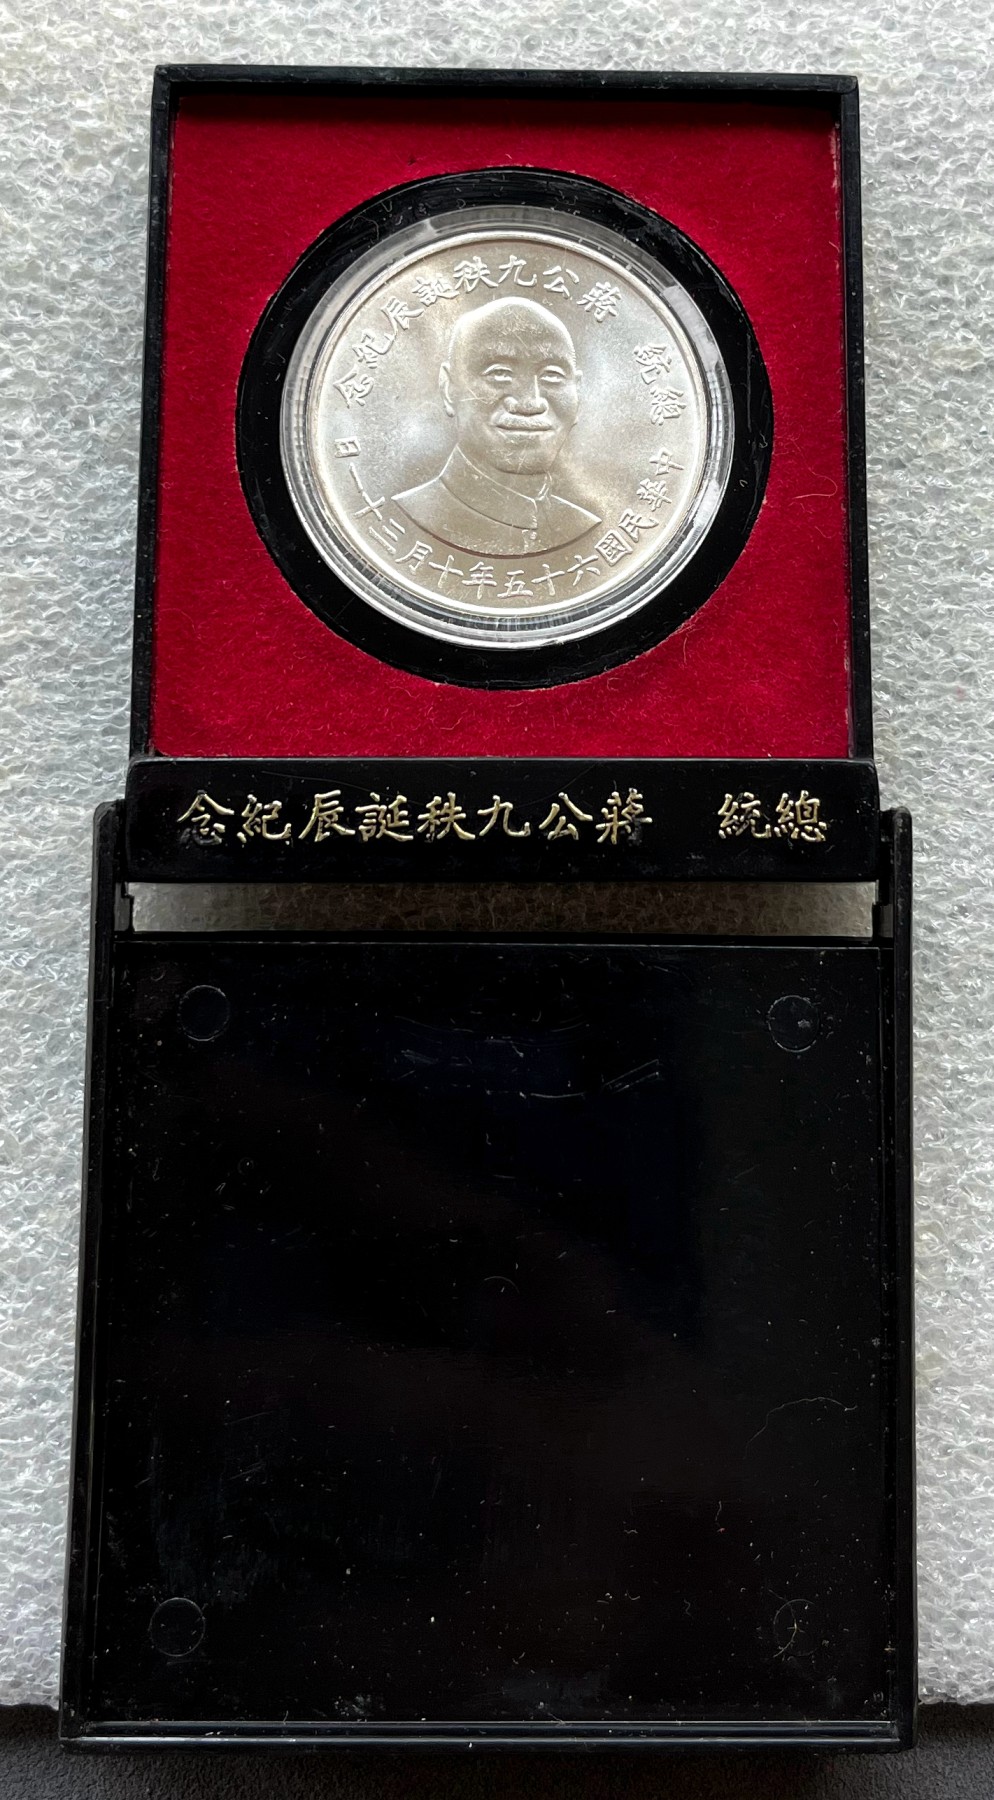 總統 蔣公九秩誕辰紀念
中華民國六十五年十月三十一日
總統 蔣公九秩誕辰紀念